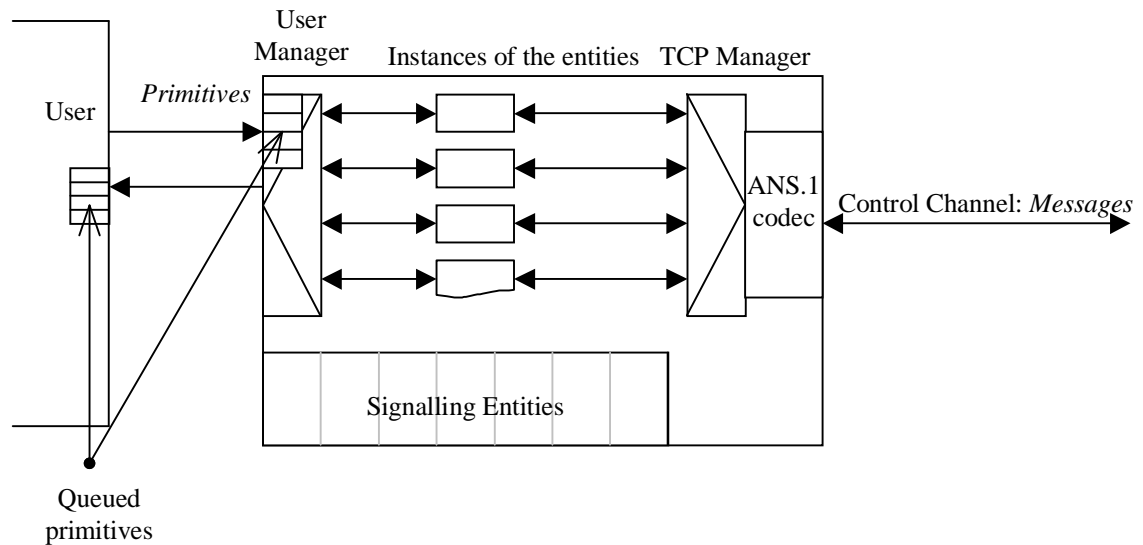 User
Manager
Instances of the entities
TCP Manager
User
Primitives
ANS.1
codec
Control Channel: Messages
Signalling Entities
Queued
primitives